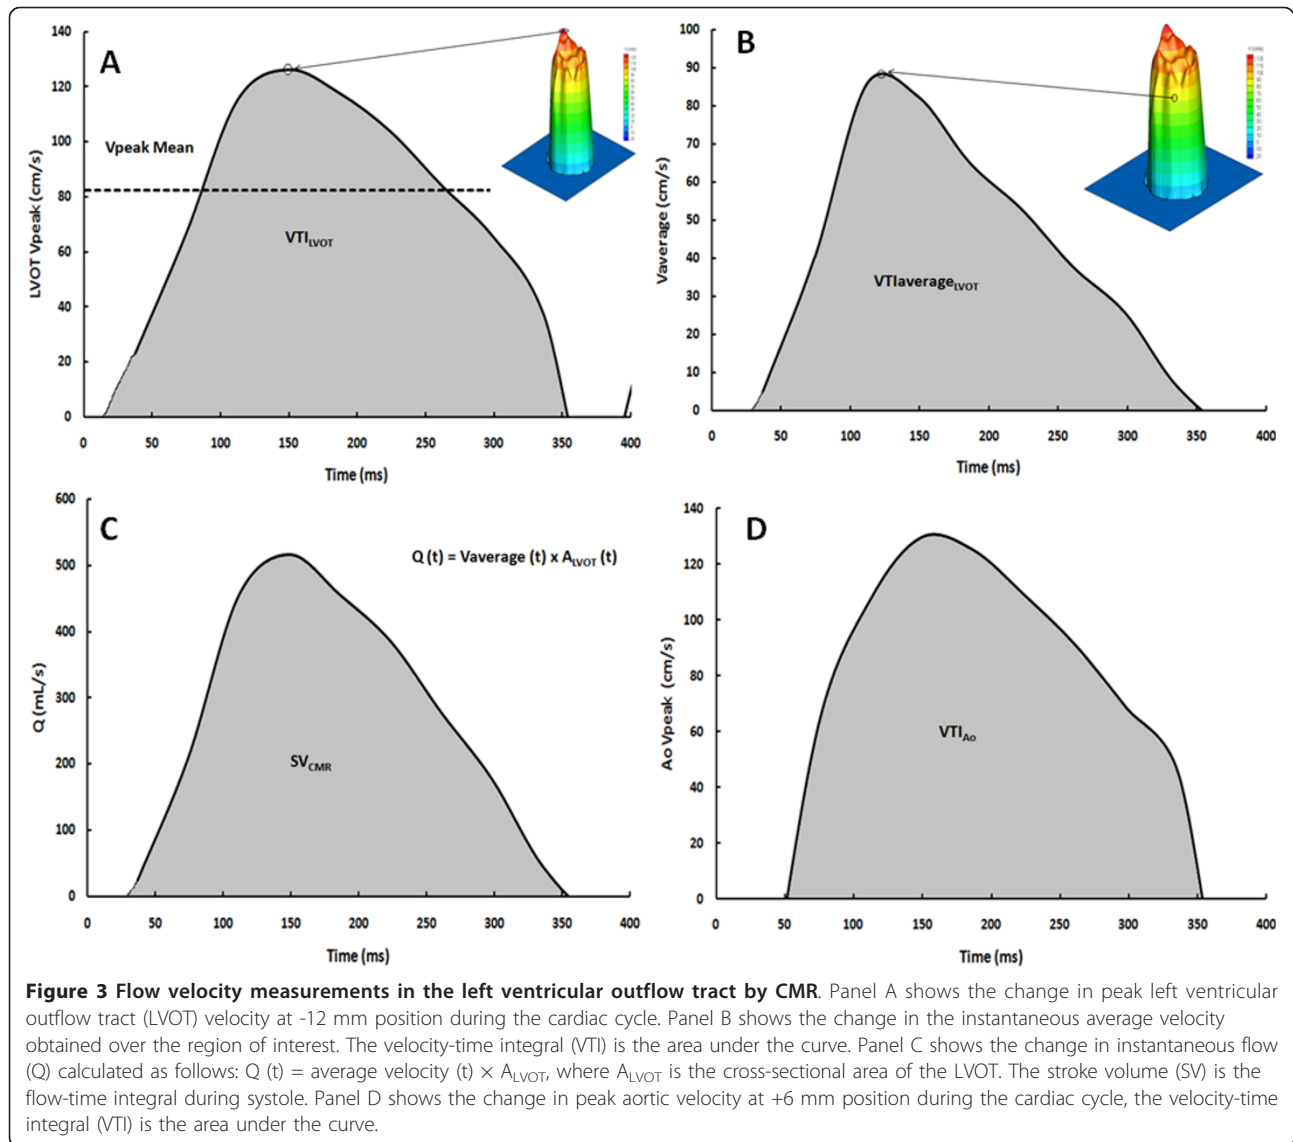 A
LVOT Vpeak (cm/s)
140
120
100
80
60
40
20
0
Vpeak Mean
VTI_LVOT
0 50 100 150 200 250 300 350 400
Time (ms)
B
Vaverage (cm/s)
100
90
80
70
60
50
40
30
20
10
0
VTIaverage_LVOT
0 50 100 150 200 250 300 350 400
Time (ms)
C
Q (mL/s)
600
500
400
300
200
100
0
Q (t) = Vaverage (t) x A_LVOT (t)
SV_CMR
0 50 100 150 200 250 300 350 400
Time (ms)
D
Ao Vpeak (cm/s)
140
120
100
80
60
40
20
0
VTI_Ao
0 50 100 150 200 250 300 350 400
Time (ms)
Figure 3 Flow velocity measurements in the left ventricular outflow tract by CMR. Panel A shows the change in peak left ventricular
outflow tract (LVOT) velocity at -12 mm position during the cardiac cycle. Panel B shows the change in the instantaneous average velocity
obtained over the region of interest. The velocity-time integral (VTI) is the area under the curve. Panel C shows the change in instantaneous flow
(Q) calculated as follows: Q (t) = average velocity (t) × A_LVOT, where A_LVOT is the cross-sectional area of the LVOT. The stroke volume (SV) is the
flow-time integral during systole. Panel D shows the change in peak aortic velocity at +6 mm position during the cardiac cycle, the velocity-time
integral (VTI) is the area under the curve.